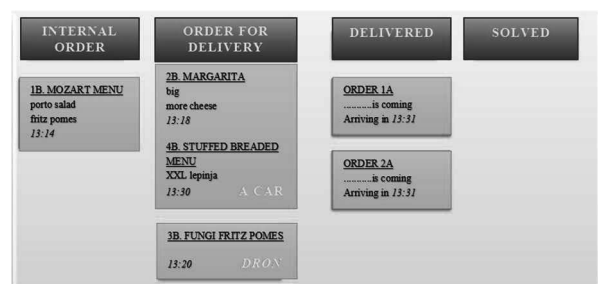 INTERNAL
ORDER
1B. MOZART MENU
porto salad
fritz pomes
13:14
ORDER FOR
DELIVERY
2B. MARGARITA
big
more cheese
13:18
4B. STUFFED BREADED
MENU
XXL lepinja
13:30 A CAR
3B. FUNGI FRITZ POMES
13:20 DRON
DELIVERED
ORDER 1A
............is coming
Arriving in 13:31
ORDER 2A
............is coming
Arriving in 13:31
SOLVED